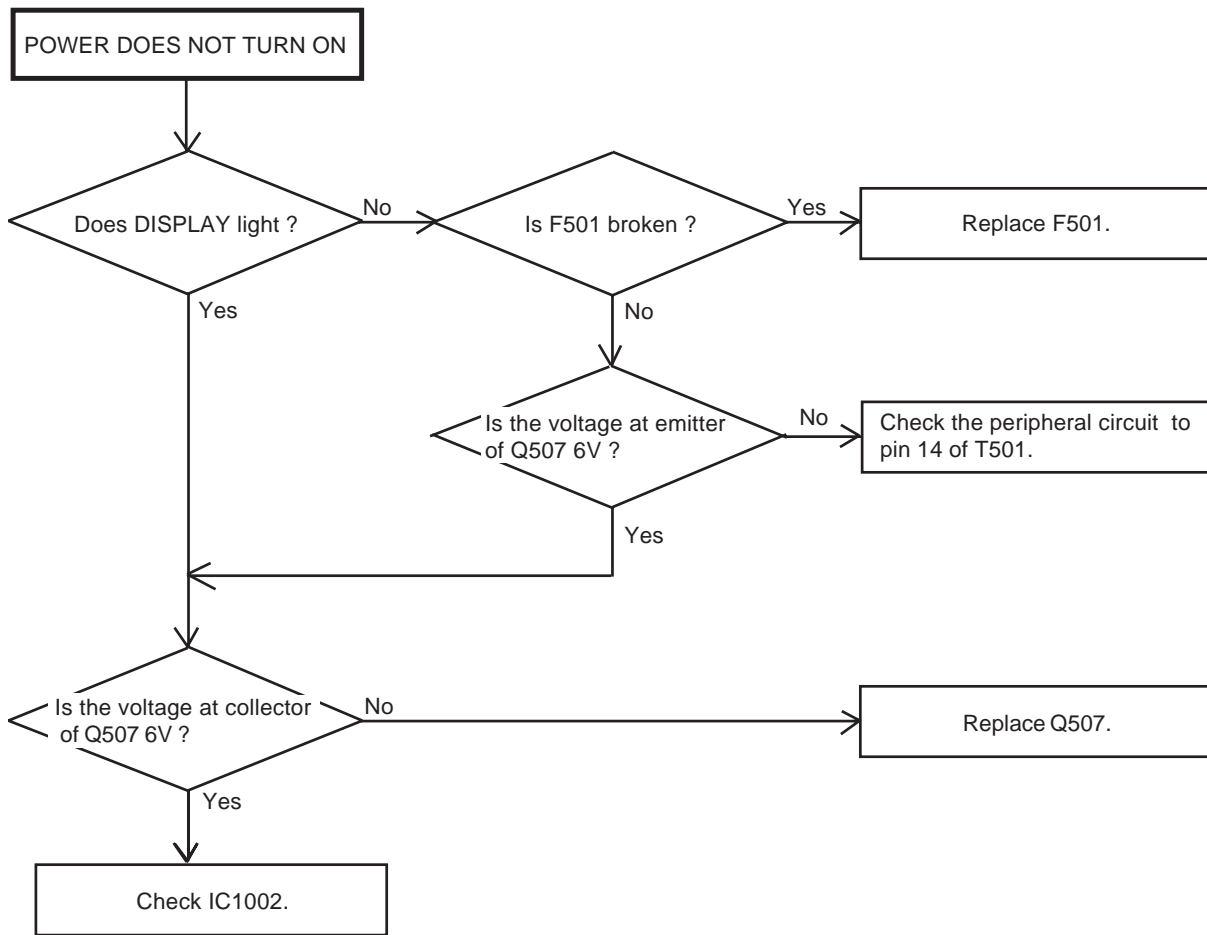 POWER DOES NOT TURN ON
Does DISPLAY light ?
No
Is F501 broken ?
Yes
Replace F501.
Yes
No
Is the voltage at emitter
of Q507 6V ?
No
Check the peripheral circuit to
pin 14 of T501.
Yes
Is the voltage at collector
of Q507 6V ?
No
Replace Q507.
Yes
Check IC1002.